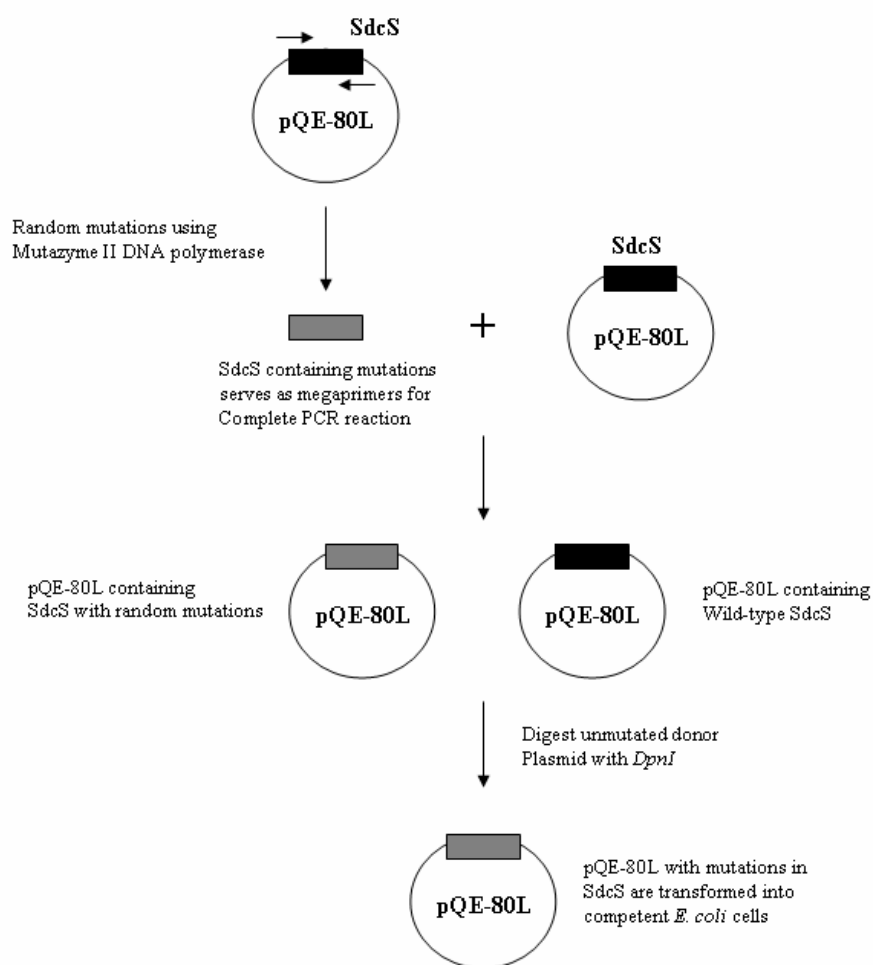 SdcS
pQE-80L
Random mutations using
Mutazyme II DNA polymerase
SdcS
+
pQE-80L
SdcS containing mutations
serves as megaprimers for
Complete PCR reaction
pQE-80L containing
SdcS with random mutations
pQE-80L
pQE-80L
pQE-80L containing
Wild-type SdcS
Digest unmutated donor
Plasmid with DpnI
pQE-80L
pQE-80L with mutations in
SdcS are transformed into
competent E. coli cells